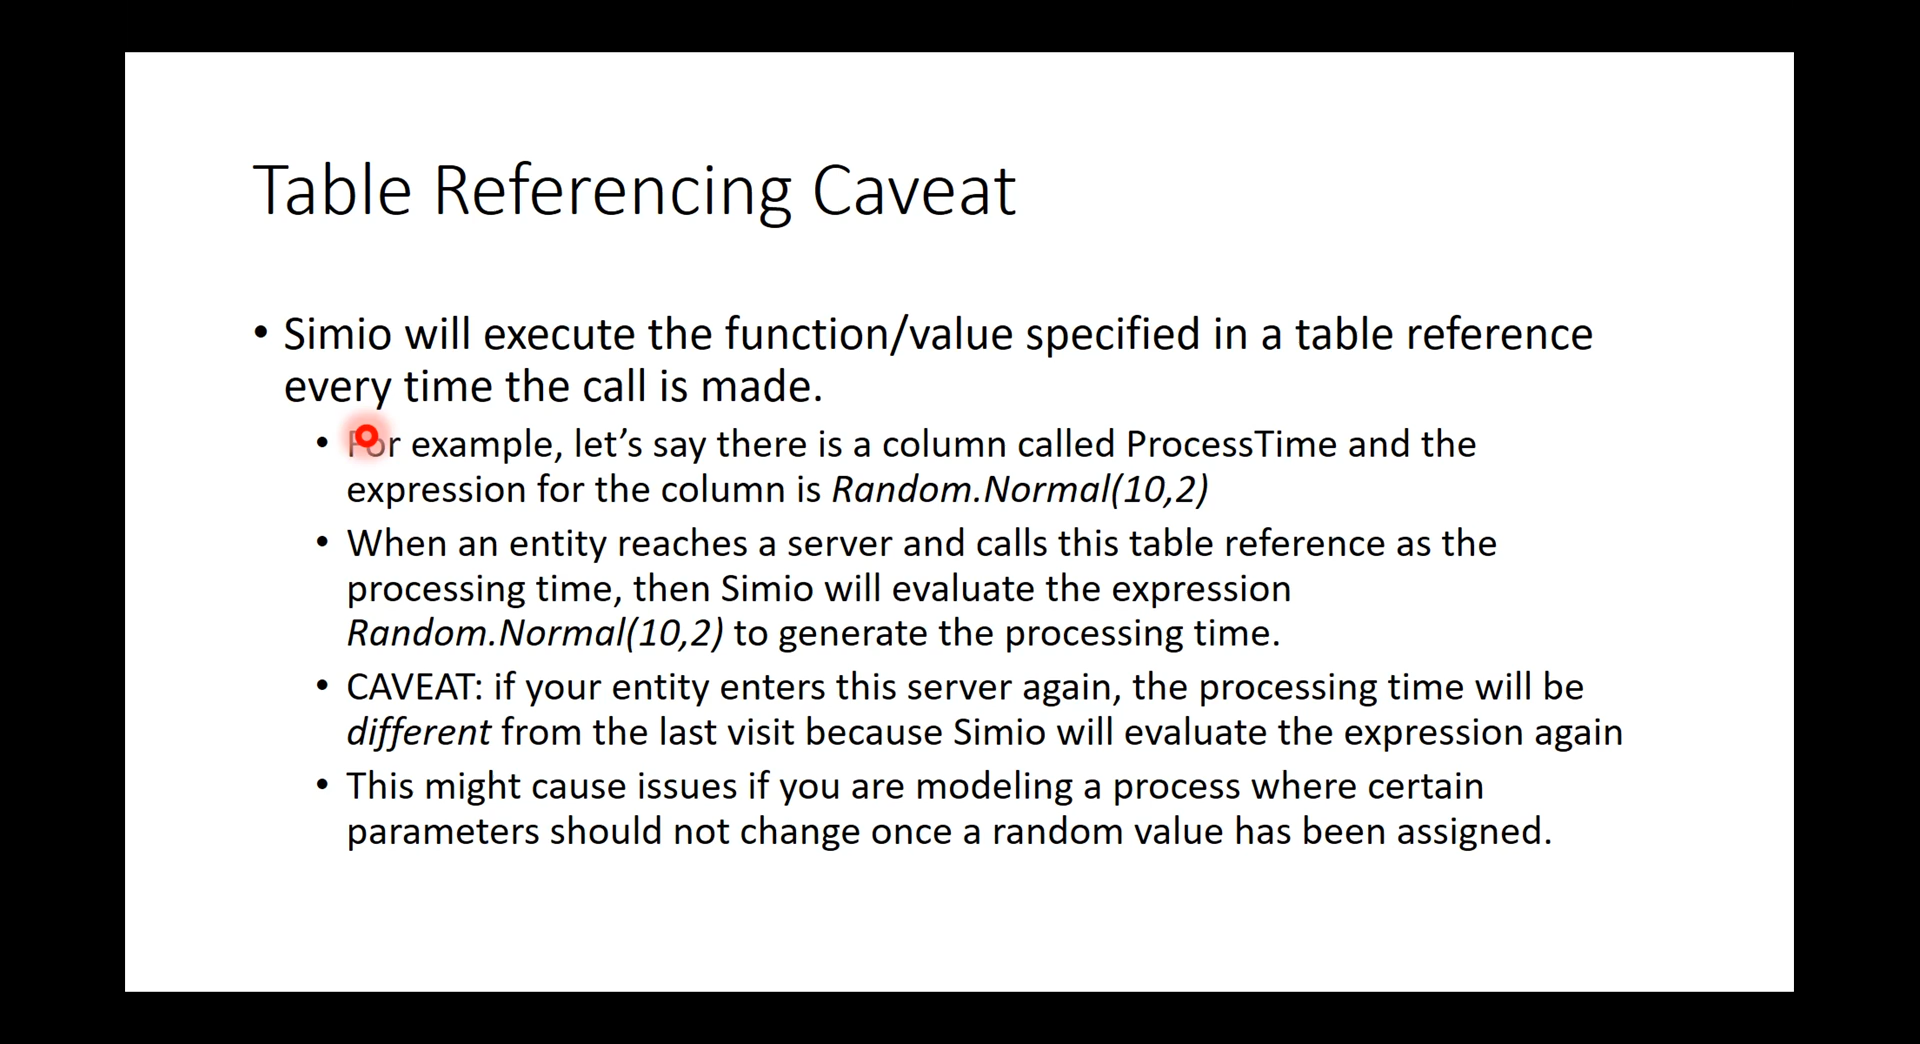 Table Referencing Caveat
• Simio will execute the function/value specified in a table reference
every time the call is made.
• For example, let’s say there is a column called ProcessTime and the
expression for the column is Random.Normal(10,2)
• When an entity reaches a server and calls this table reference as the
processing time, then Simio will evaluate the expression
Random.Normal(10,2) to generate the processing time.
• CAVEAT: if your entity enters this server again, the processing time will be
different from the last visit because Simio will evaluate the expression again
• This might cause issues if you are modeling a process where certain
parameters should not change once a random value has been assigned.